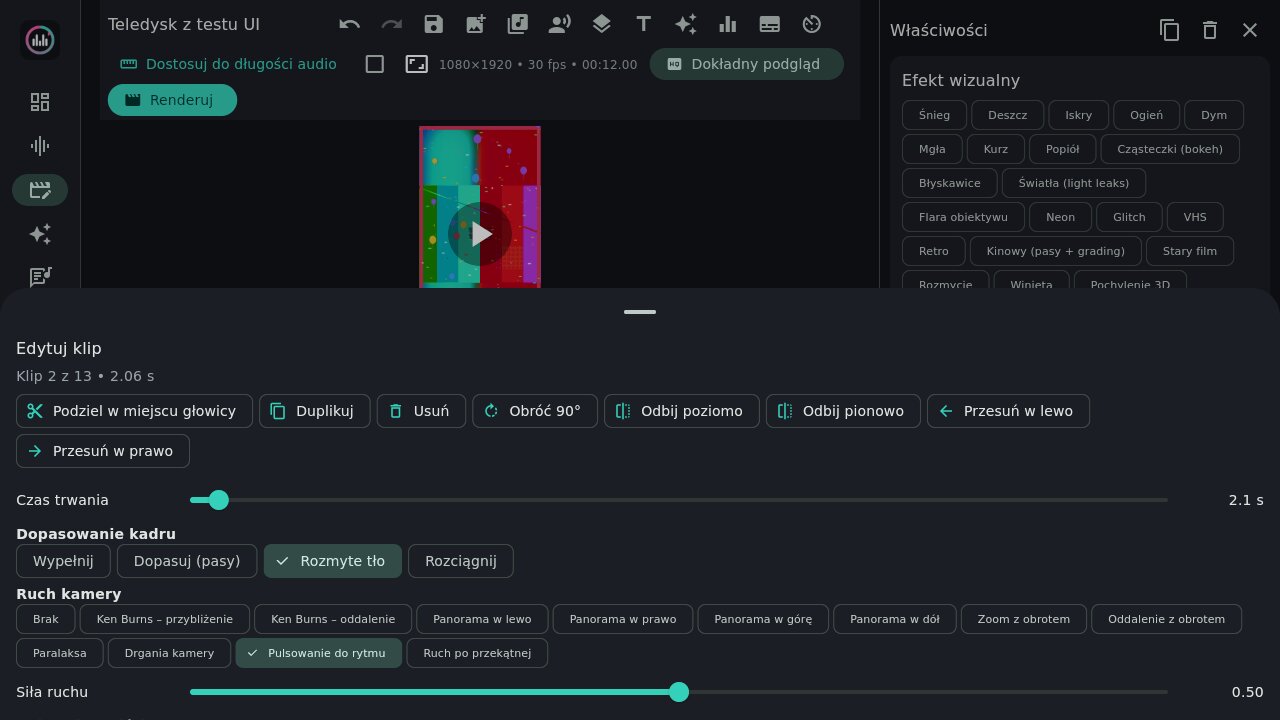 Teledysk z testu UI
Dostosuj do długości audio
1080×1920 • 30 fps • 00:12.00
HQ Dokładny podgląd
Renderuj
Właściwości
Efekt wizualny
Śnieg Deszcz Iskry Ogień Dym
Mgła Kurz Popiół Cząsteczki (bokeh)
Błyskawice Światła (light leaks)
Flara obiektywu Neon Glitch VHS
Retro Kinowy (pasy + grading) Stary film
Rozmycie Winieta Pochylenie 3D
Edytuj klip
Klip 2 z 13 • 2.06 s
Podziel w miejscu głowicy Duplikuj Usuń Obróć 90° Odbij poziomo Odbij pionowo Przesuń w lewo
Przesuń w prawo
Czas trwania 2.1 s
Dopasowanie kadru
Wypełnij Dopasuj (pasy) Rozmyte tło Rozciągnij
Ruch kamery
Brak Ken Burns – przybliżenie Ken Burns – oddalenie Panorama w lewo Panorama w prawo Panorama w górę Panorama w dół Zoom z obrotem Oddalenie z obrotem
Paralaksa Drgania kamery Pulsowanie do rytmu Ruch po przekątnej
Siła ruchu 0.50